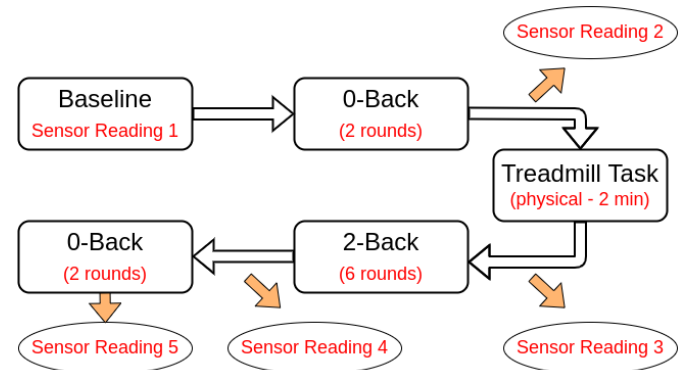 Sensor Reading 2
Baseline
Sensor Reading 1
0-Back
(2 rounds)
Treadmill Task
(physical - 2 min)
0-Back
(2 rounds)
2-Back
(6 rounds)
Sensor Reading 5
Sensor Reading 4
Sensor Reading 3